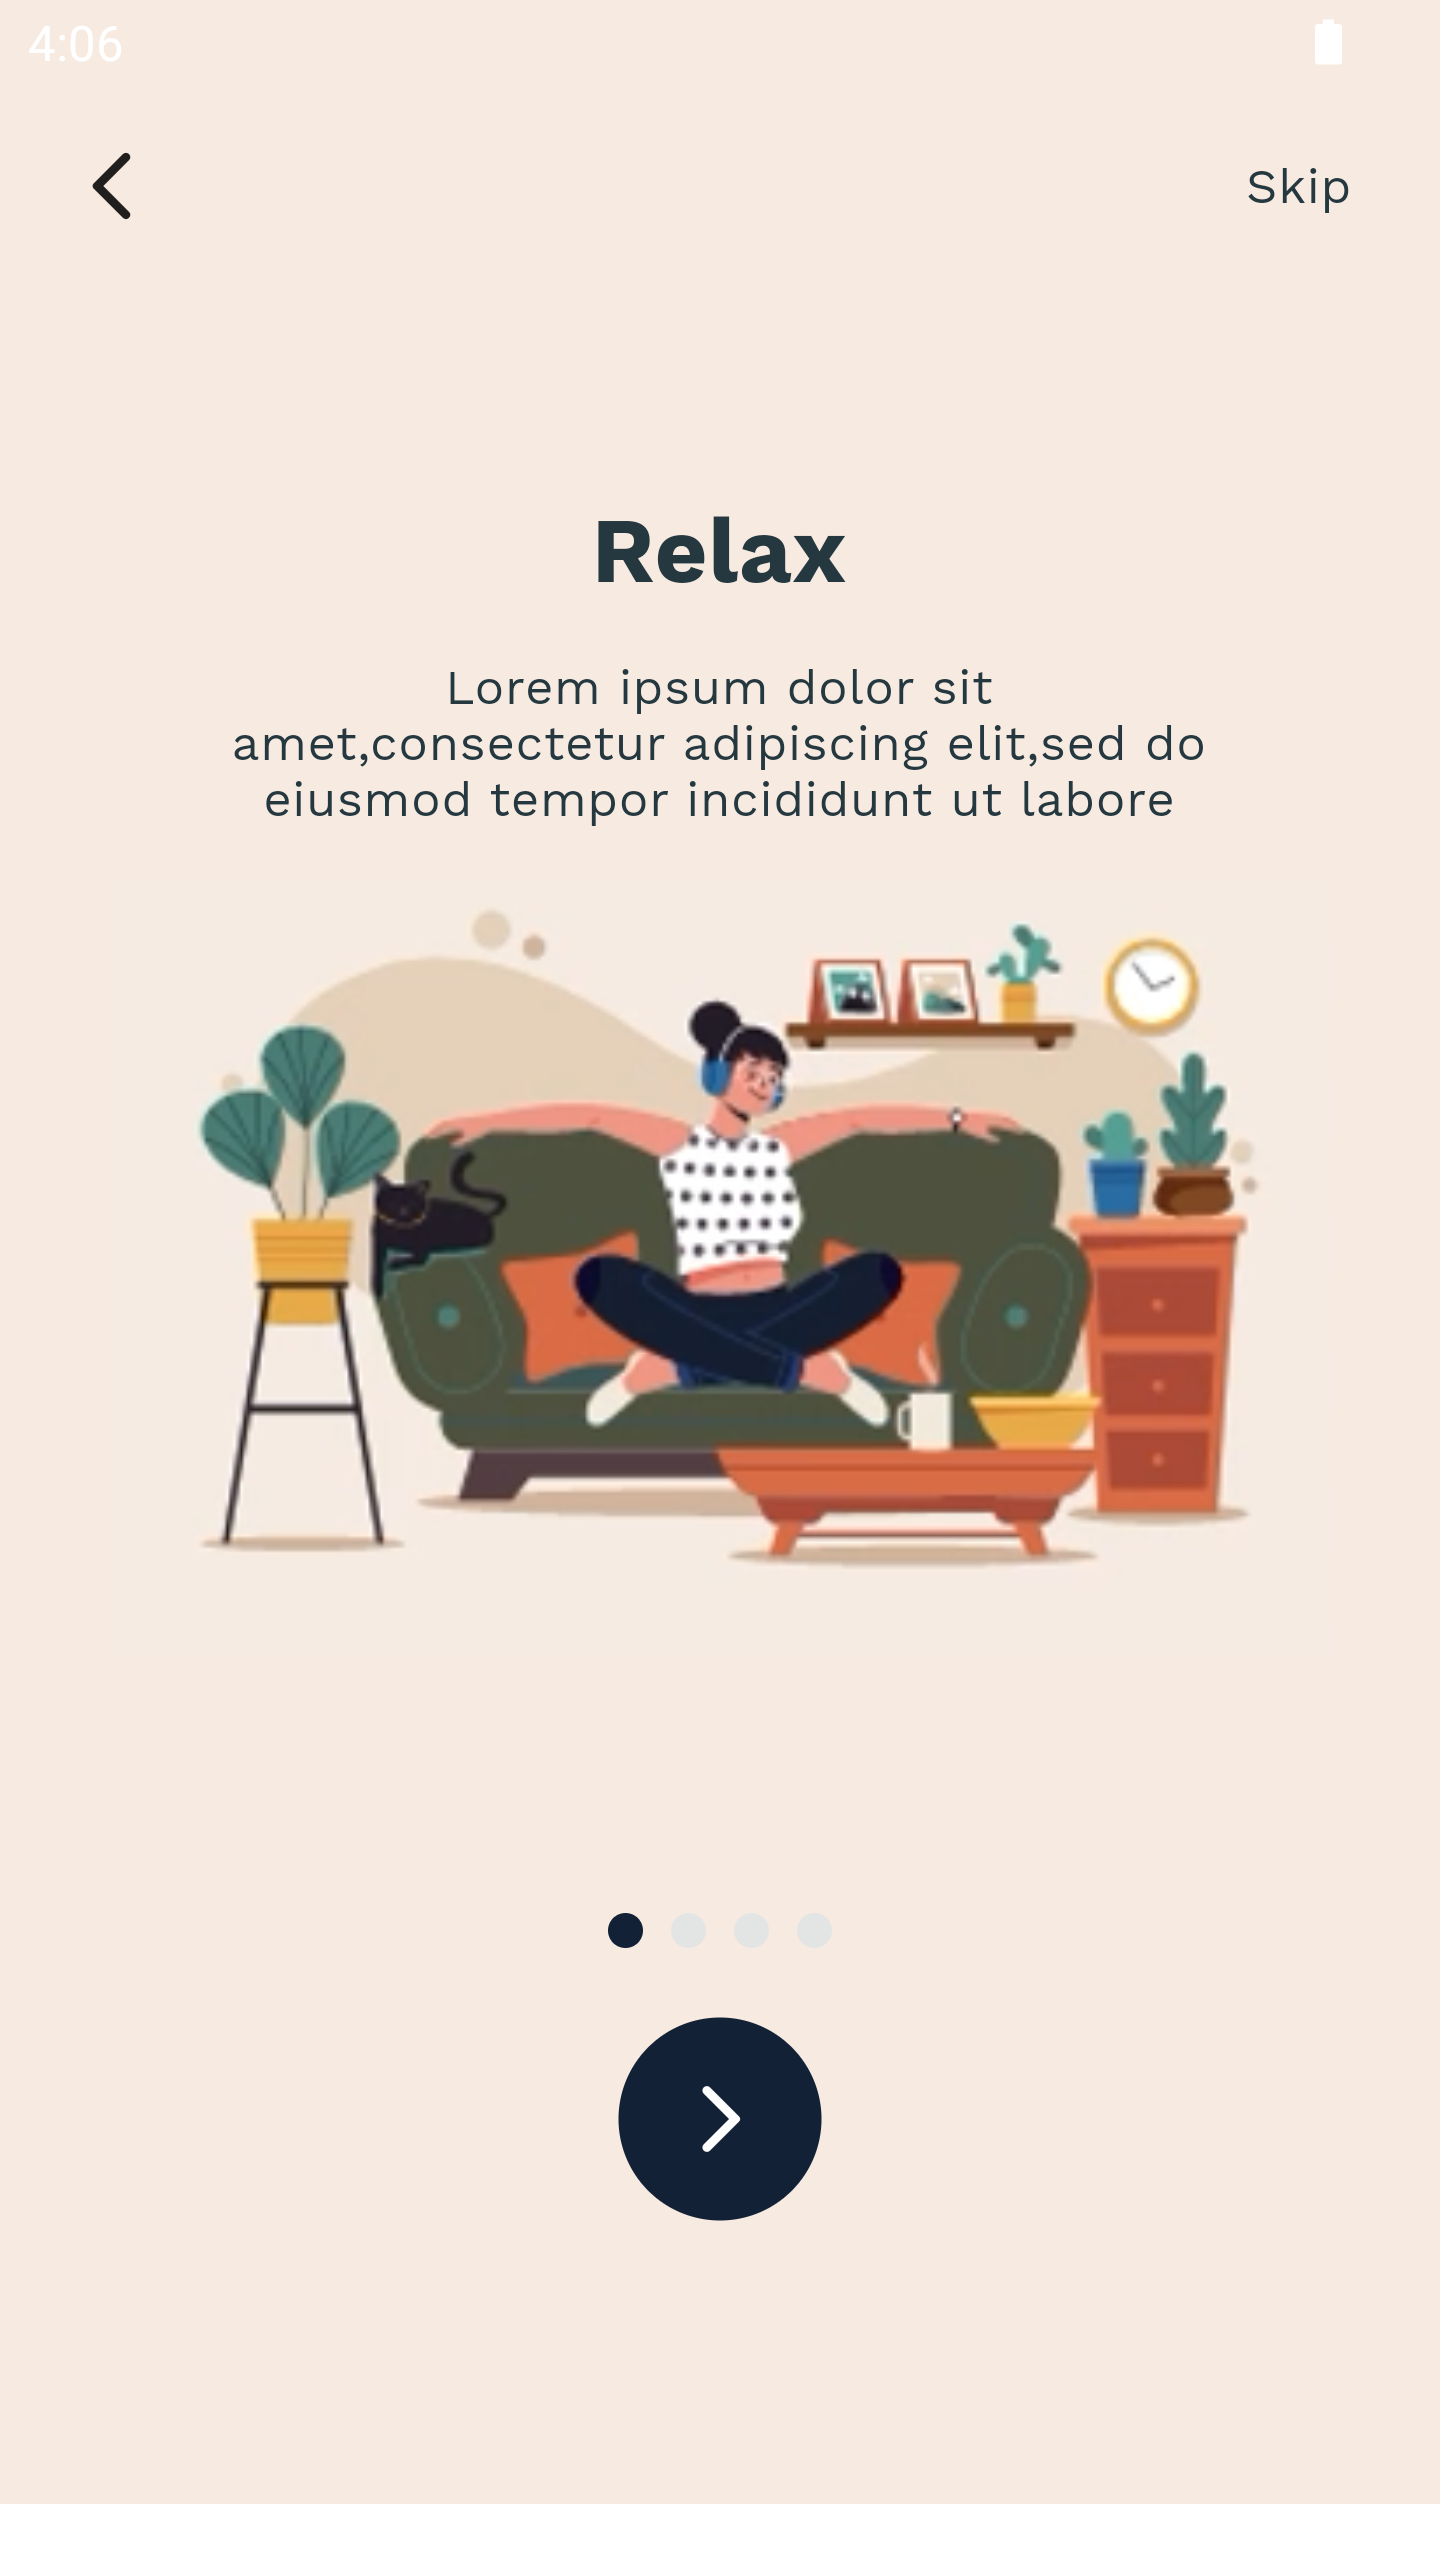 4:06
Skip
Relax
Lorem ipsum dolor sit
amet,consectetur adipiscing elit,sed do
eiusmod tempor incididunt ut labore